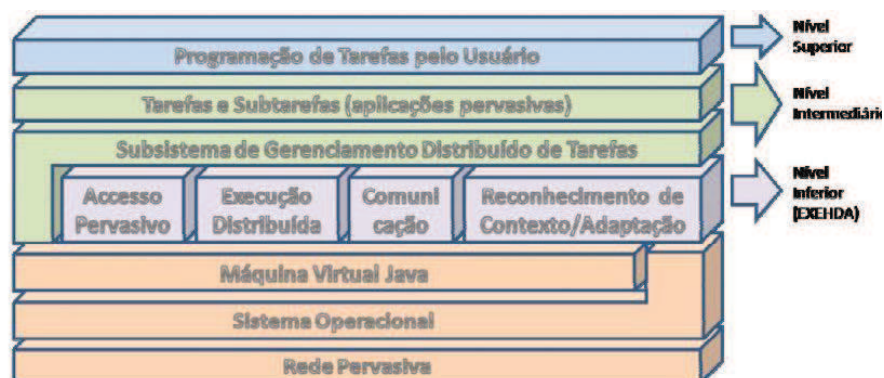 Programação de Tarefas pelo Usuário
Nível
Superior
Tarefas e Subtarefas (aplicações pervasivas)
Nível
Intermediário
Subsistema de Gerenciamento Distribuído de Tarefas
Accesso
Pervasivo
Execução
Distribuída
Comuni
cação
Reconhecimento de
Contexto/Adaptação
Nível
Inferior
(EXEHDA)
Máquina Virtual Java
Sistema Operacional
Rede Pervasiva